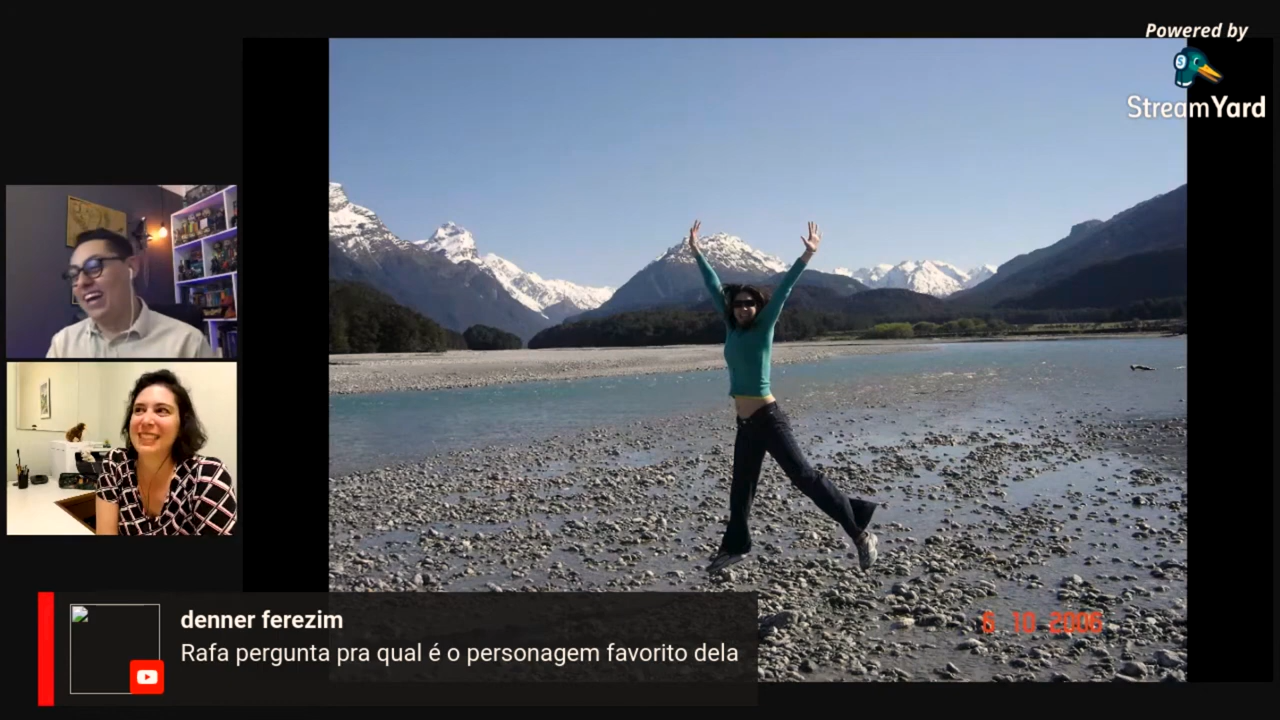 Powered by
StreamYard
6 10 2006
denner ferezim
Rafa pergunta pra qual é o personagem favorito dela